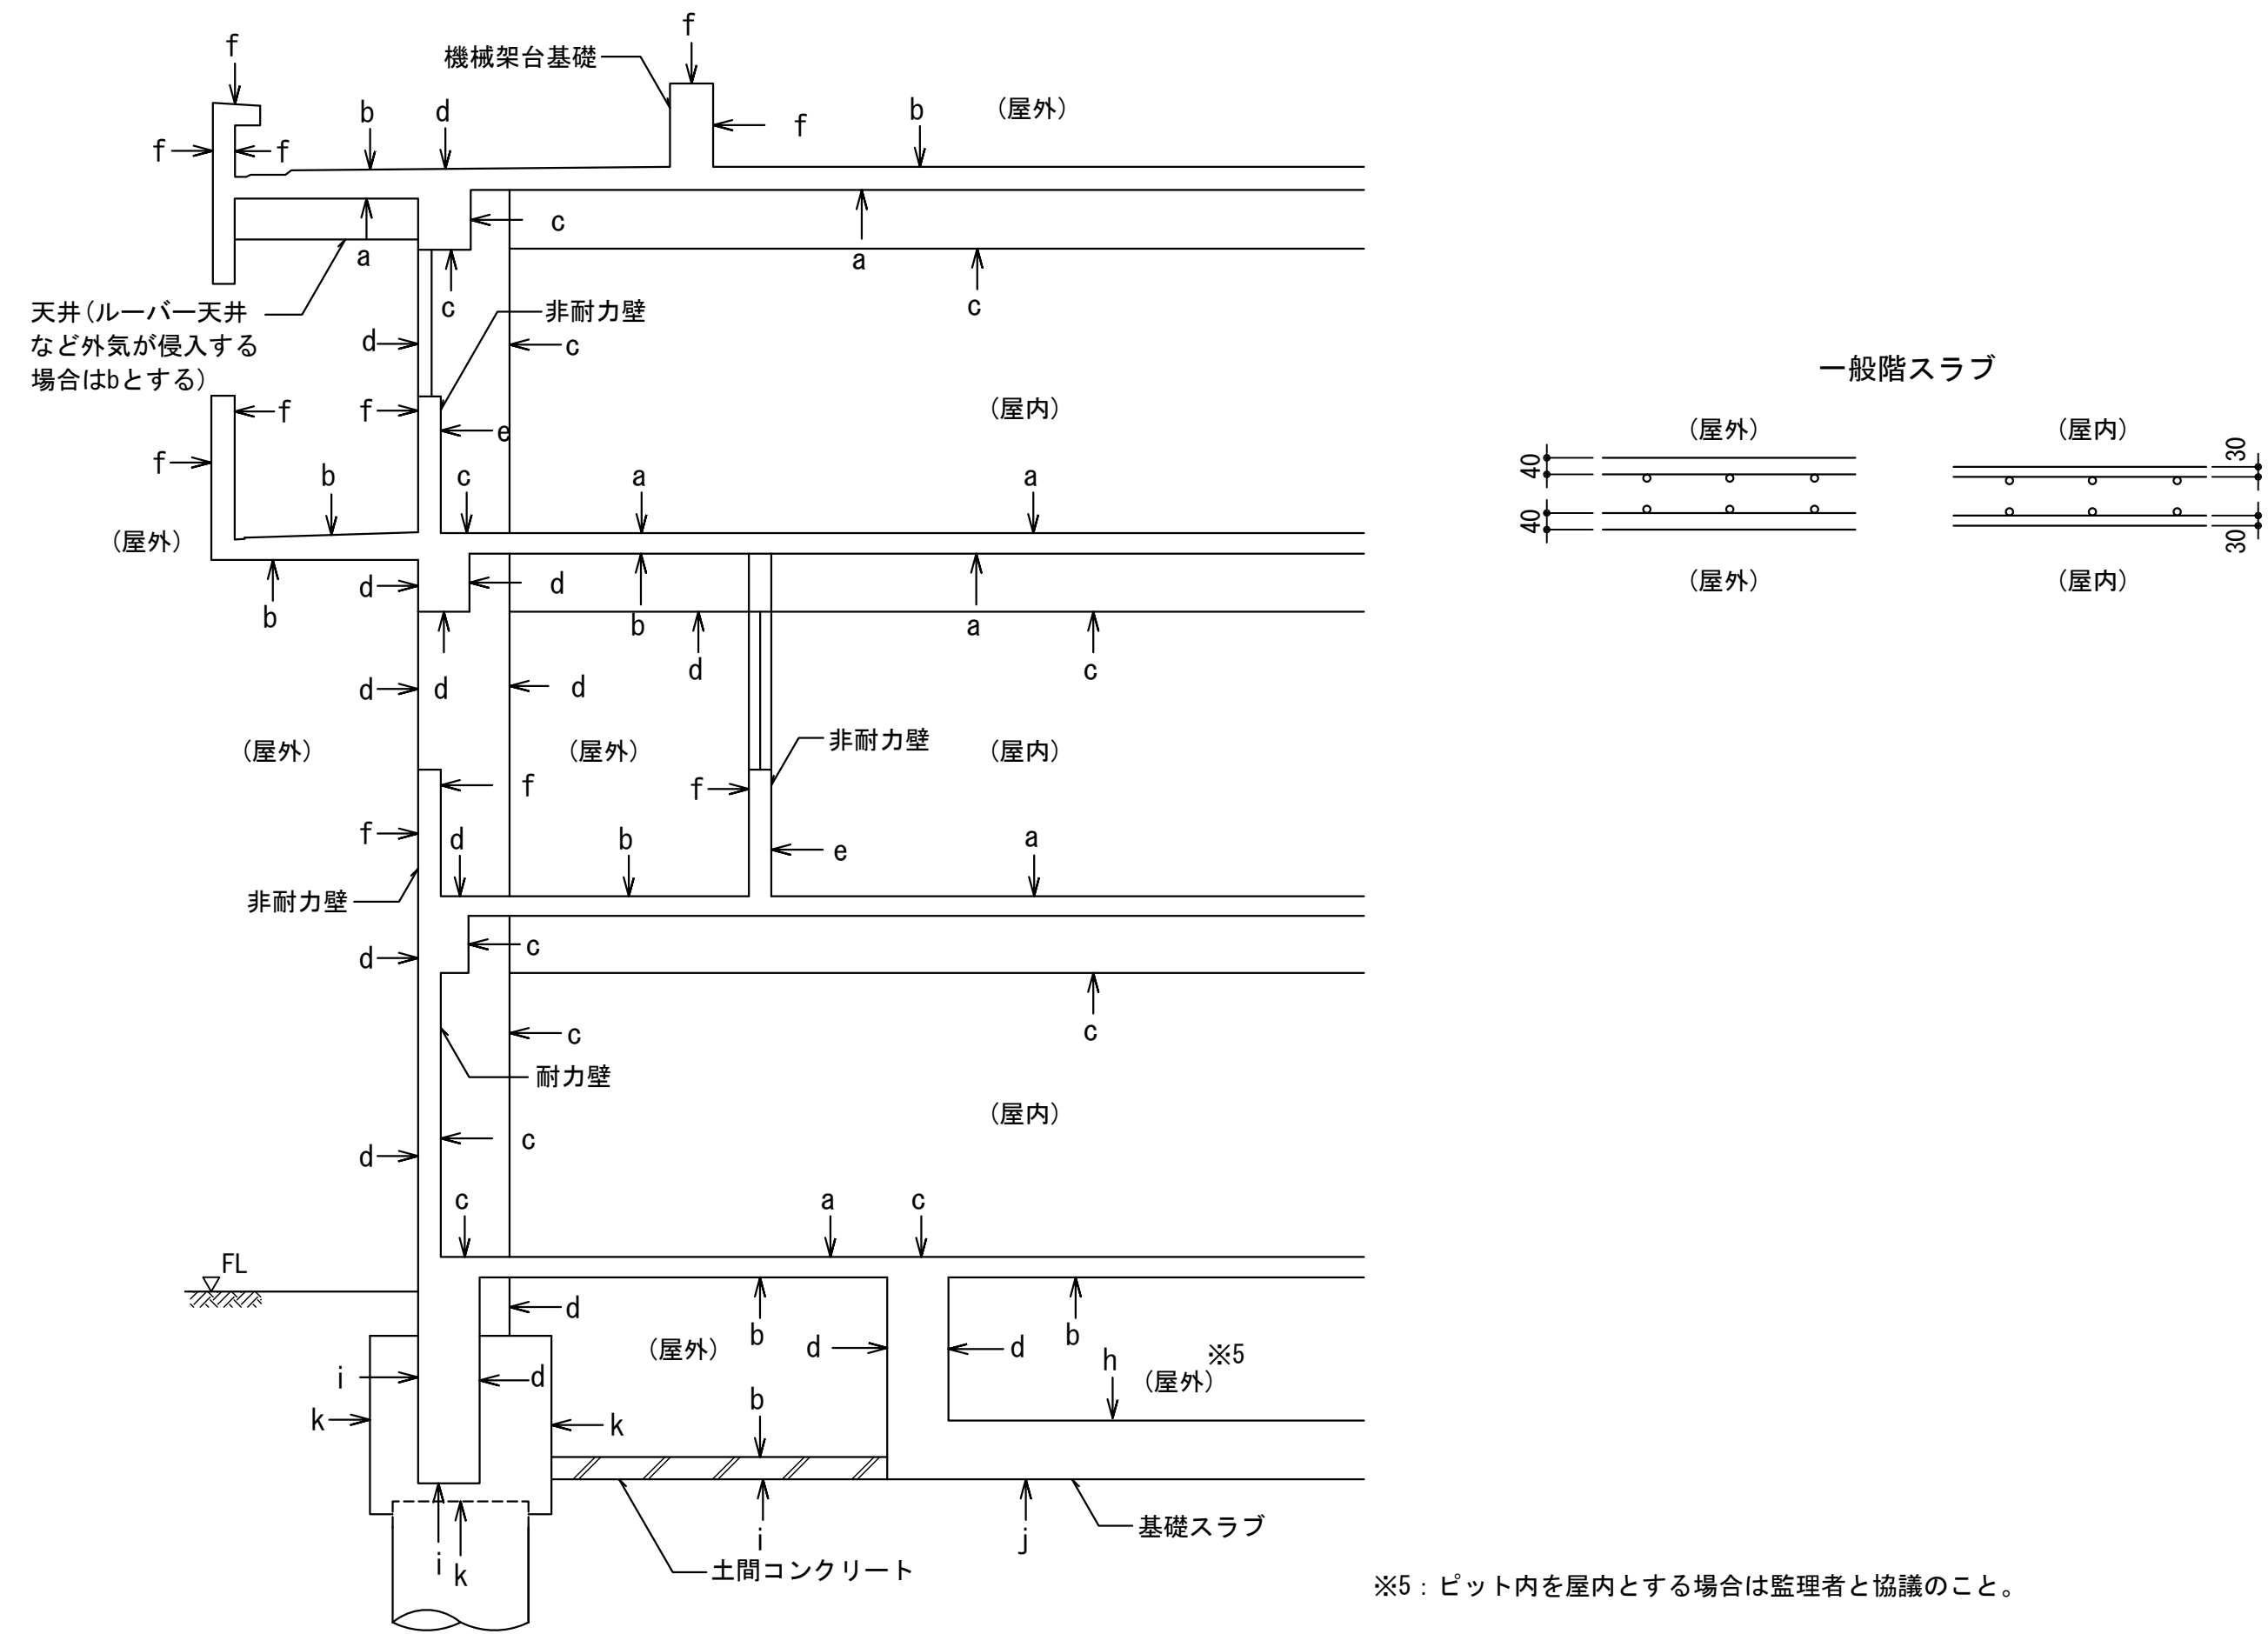 f
機械架台基礎
f
b
d
b
(屋外)
f
f
f
c
a
a
c
c
天井(ルーバー天井
など外気が侵入する
場合はbとする)
非耐力壁
d
c
f
f
e
(屋内)
f
b
c
a
a
(屋外)
b
d
d
b
a
d
c
d
d
d
(屋外)
(屋外)
(屋内)
非耐力壁
f
f
f
d
b
e
a
非耐力壁
d
c
c
c
耐力壁
d
c
(屋内)
c
a
c
FL
d
b
b
(屋外)
d
d
※5
h
(屋外)
i
d
k
k
b
i
k
i
j
基礎スラブ
土間コンクリート
一般階スラブ
(屋外)
(屋内)
40
30
40
30
(屋外)
(屋内)
※5:ピット内を屋内とする場合は監理者と協議のこと。